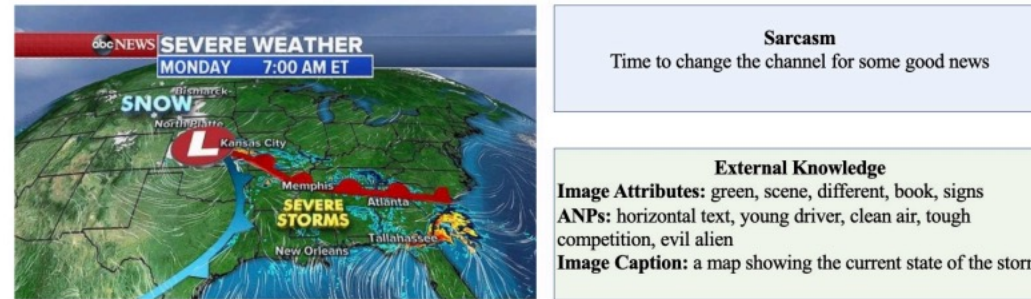 abc NEWS SEVERE WEATHER
MONDAY 7:00 AM ET
Bismarck
SNOW
North Platte
L
Kansas City
Memphis
SEVERE
STORMS
Atlanta
Tallahassee
New Orleans
Sarcasm
Time to change the channel for some good news
External Knowledge
Image Attributes: green, scene, different, book, signs
ANPs: horizontal text, young driver, clean air, tough
competition, evil alien
Image Caption: a map showing the current state of the storm